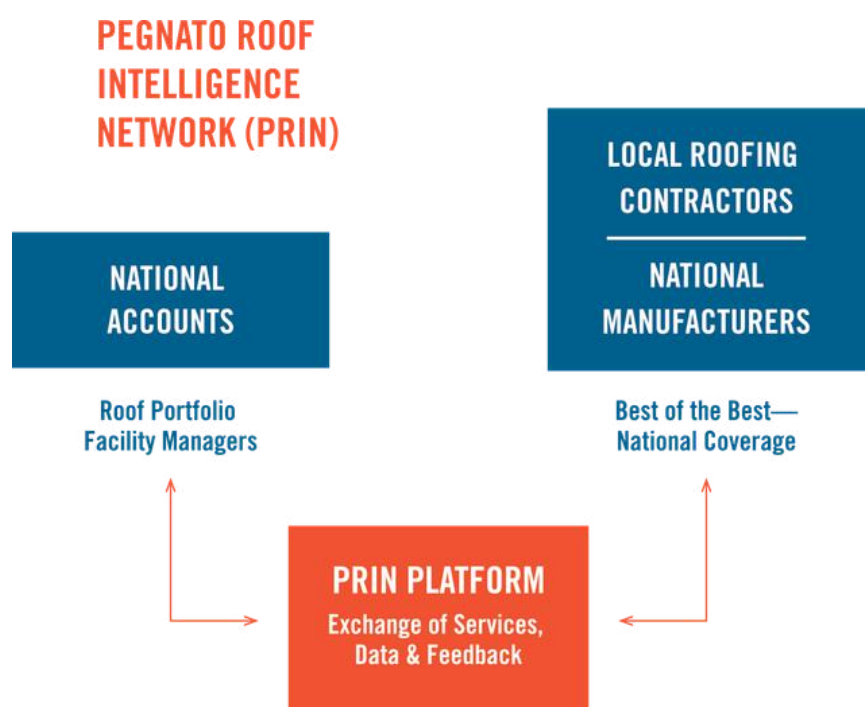 PEGNATO ROOF
INTELLIGENCE
NETWORK (PRIN)
NATIONAL
ACCOUNTS
Roof Portfolio
Facility Managers
LOCAL ROOFING
CONTRACTORS
NATIONAL
MANUFACTURERS
Best of the Best—
National Coverage
PRIN PLATFORM
Exchange of Services,
Data & Feedback